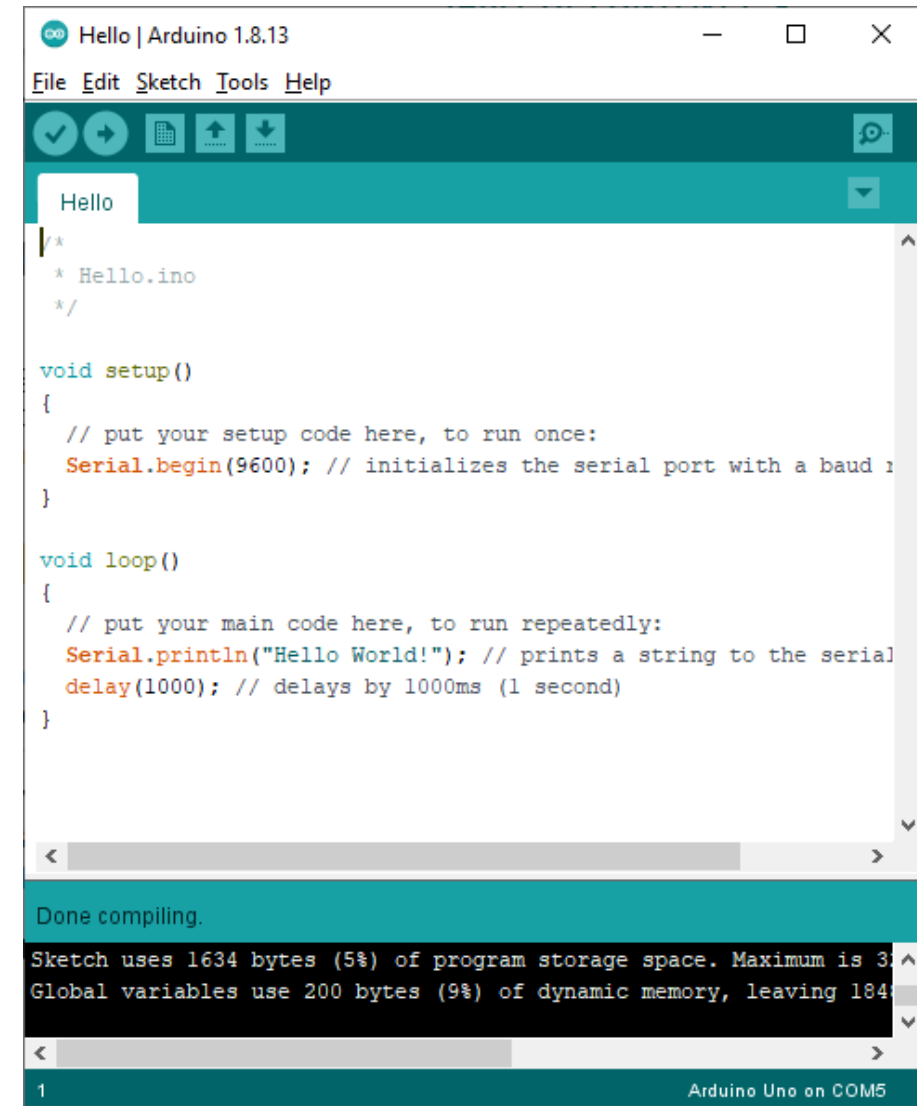 Hello | Arduino 1.8.13
File Edit Sketch Tools Help
Hello
/*
 * Hello.ino
 */
void setup()
{
  // put your setup code here, to run once:
  Serial.begin(9600); // initializes the serial port with a baud
}
void loop()
{
  // put your main code here, to run repeatedly:
  Serial.println("Hello World!"); // prints a string to the serial
  delay(1000); // delays by 1000ms (1 second)
}
Done compiling.
Sketch uses 1634 bytes (5%) of program storage space. Maximum is
Global variables use 200 bytes (9%) of dynamic memory, leaving
1
Arduino Uno on COM5